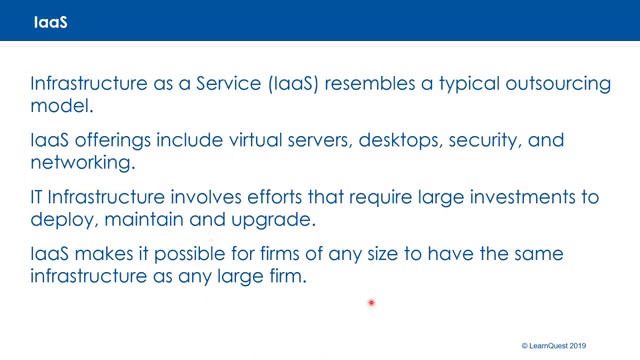 IaaS
Infrastructure as a Service (IaaS) resembles a typical outsourcing
model.
IaaS offerings include virtual servers, desktops, security, and
networking.
IT Infrastructure involves efforts that require large investments to
deploy, maintain and upgrade.
IaaS makes it possible for firms of any size to have the same
infrastructure as any large firm.
© LearnQuest 2019